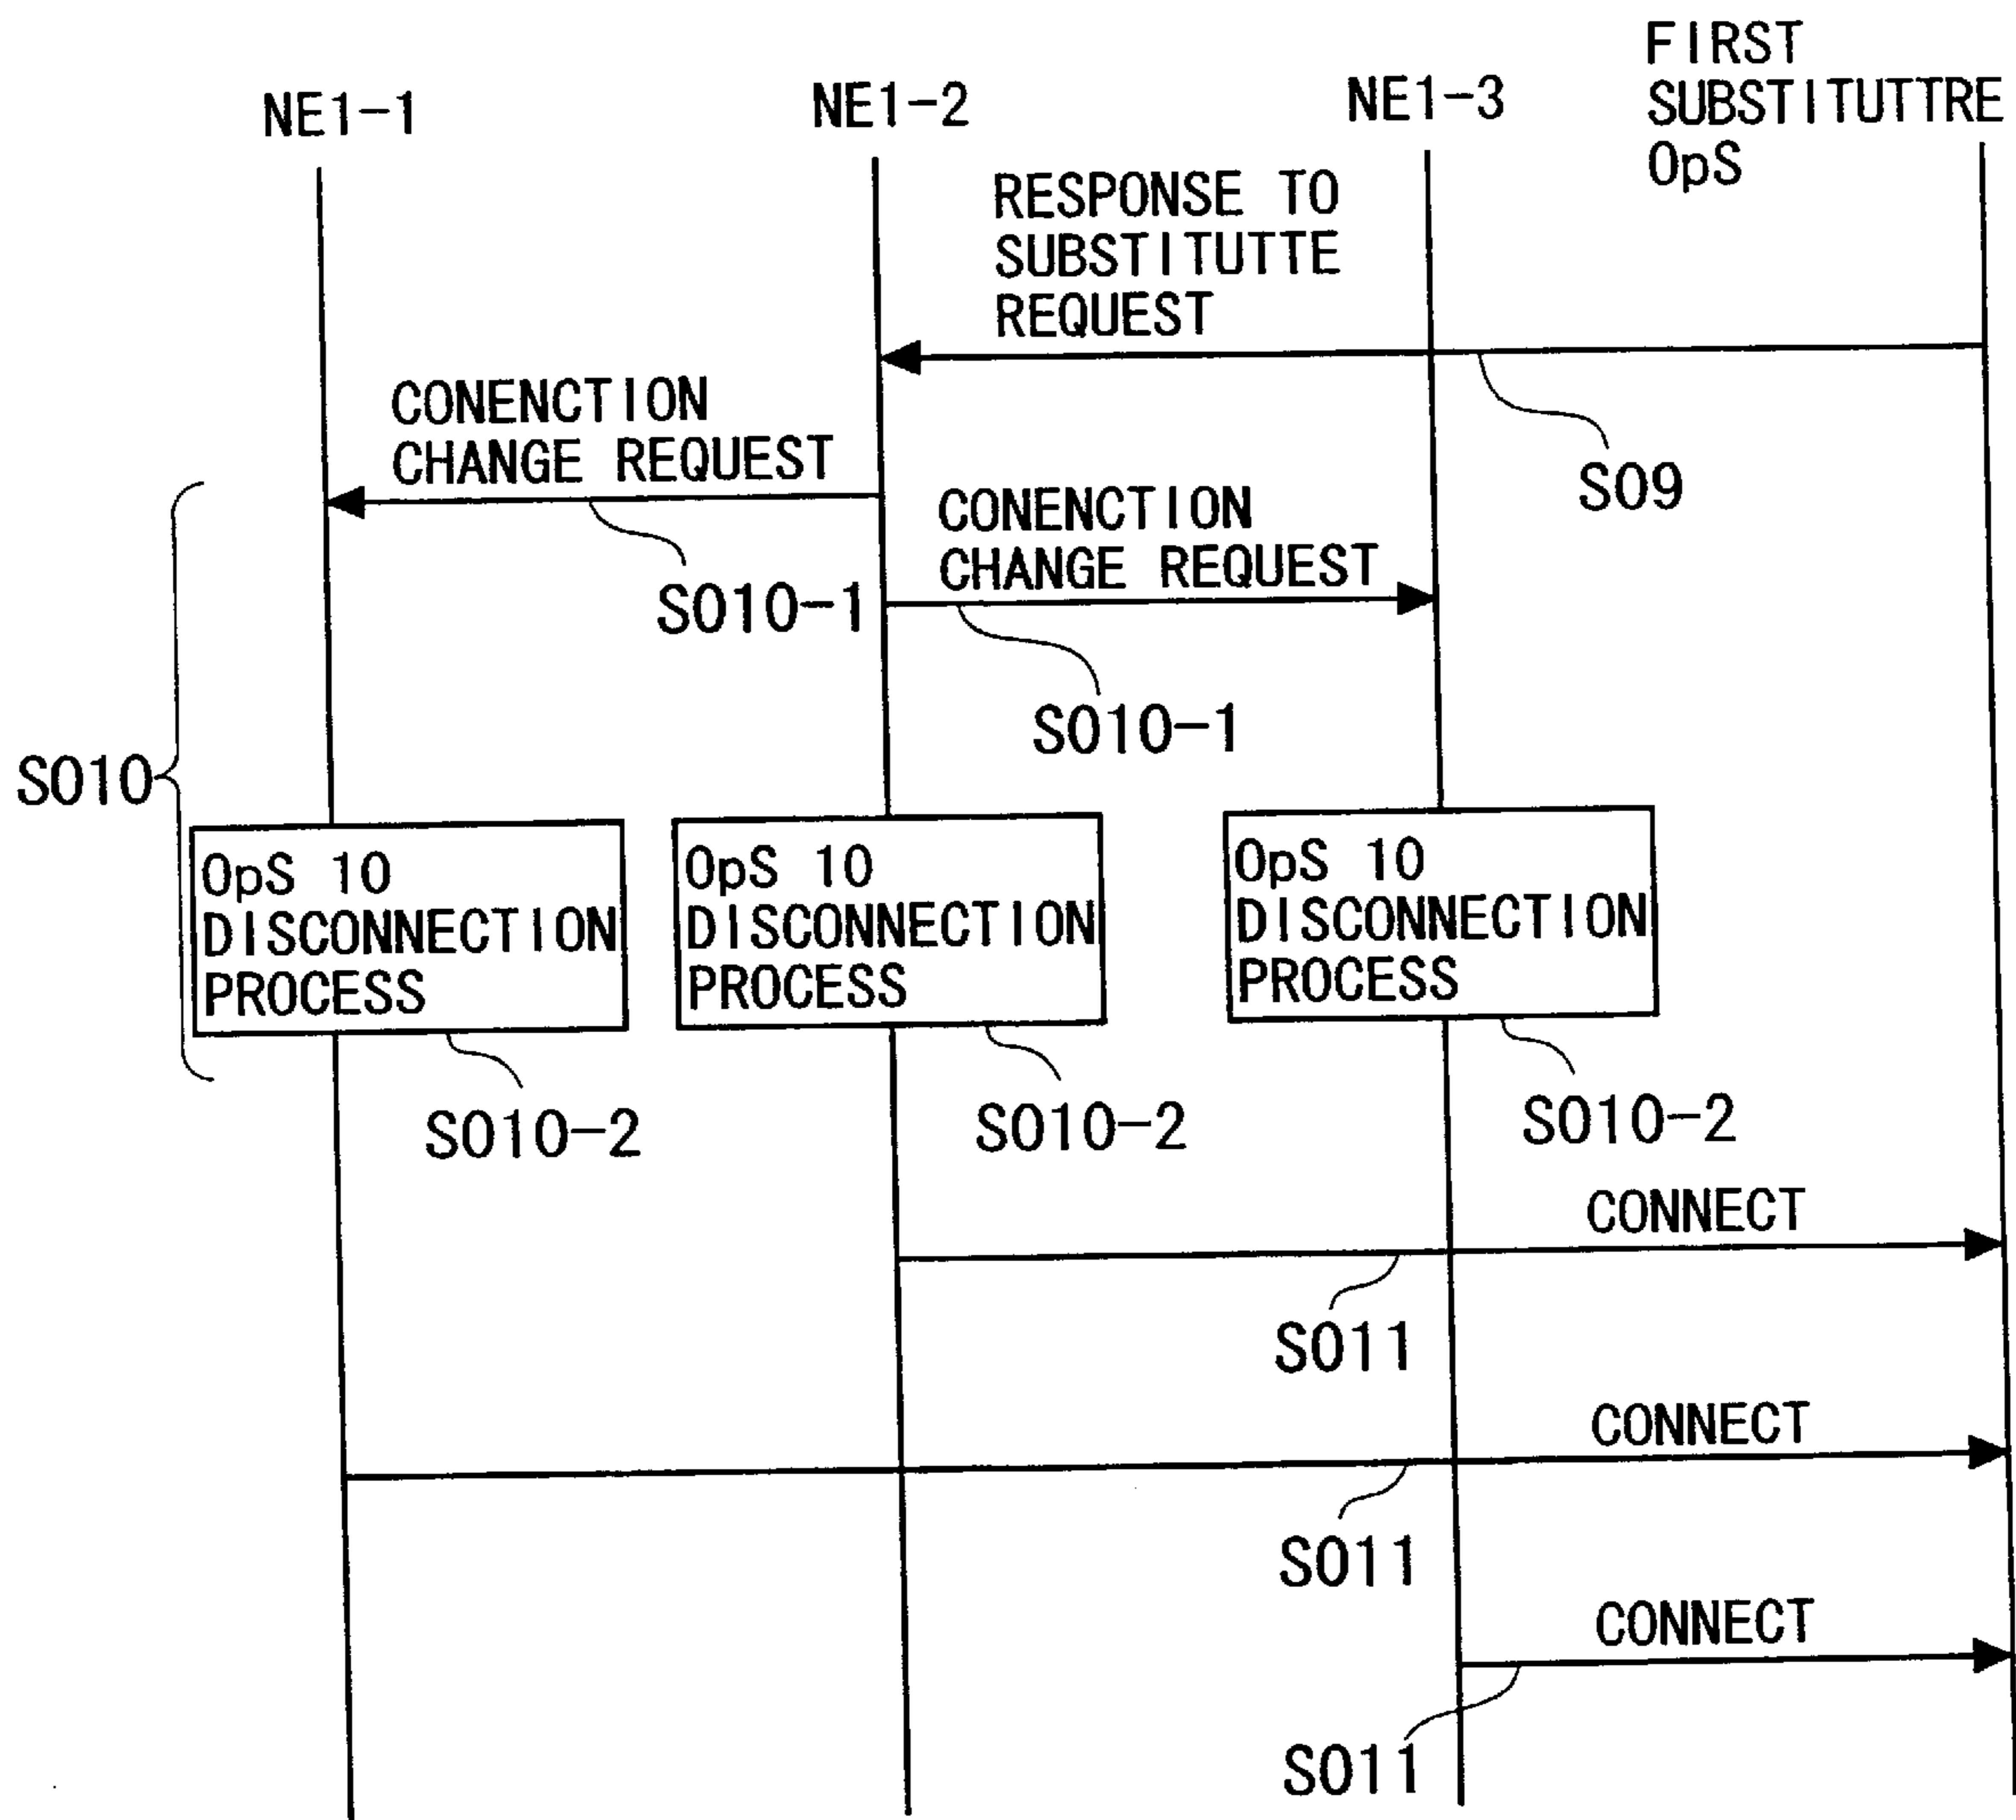 NE1-1
NE1-2
NE1-3
FIRST
SUBSTITUTTRE
OpS
RESPONSE TO
SUBSTITUTTE
REQUEST
S09
CONENCTION
CHANGE REQUEST
S010-1
CONENCTION
CHANGE REQUEST
S010-1
S010
OpS 10
DISCONNECTION
PROCESS
OpS 10
DISCONNECTION
PROCESS
OpS 10
DISCONNECTION
PROCESS
S010-2
S010-2
S010-2
CONNECT
S011
CONNECT
S011
CONNECT
S011